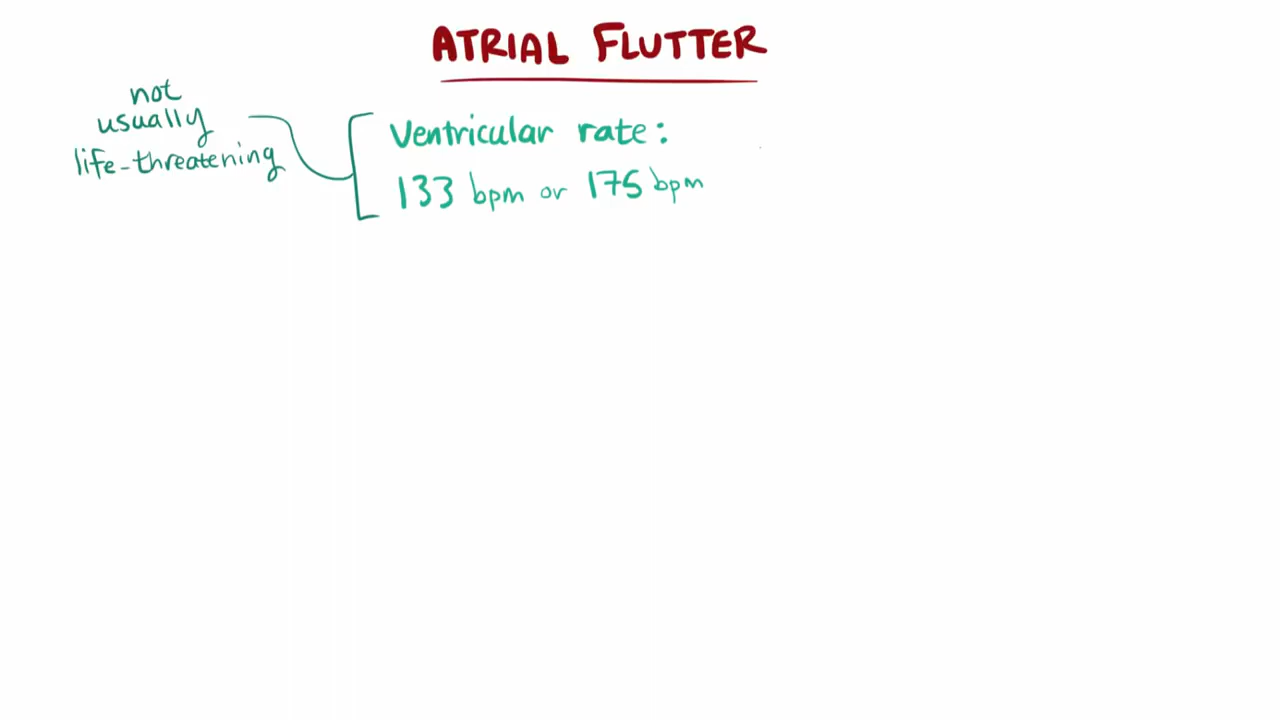 ATRIAL FLUTTER
not
usually
life-threatening
Ventricular rate:
133 bpm or 175 bpm